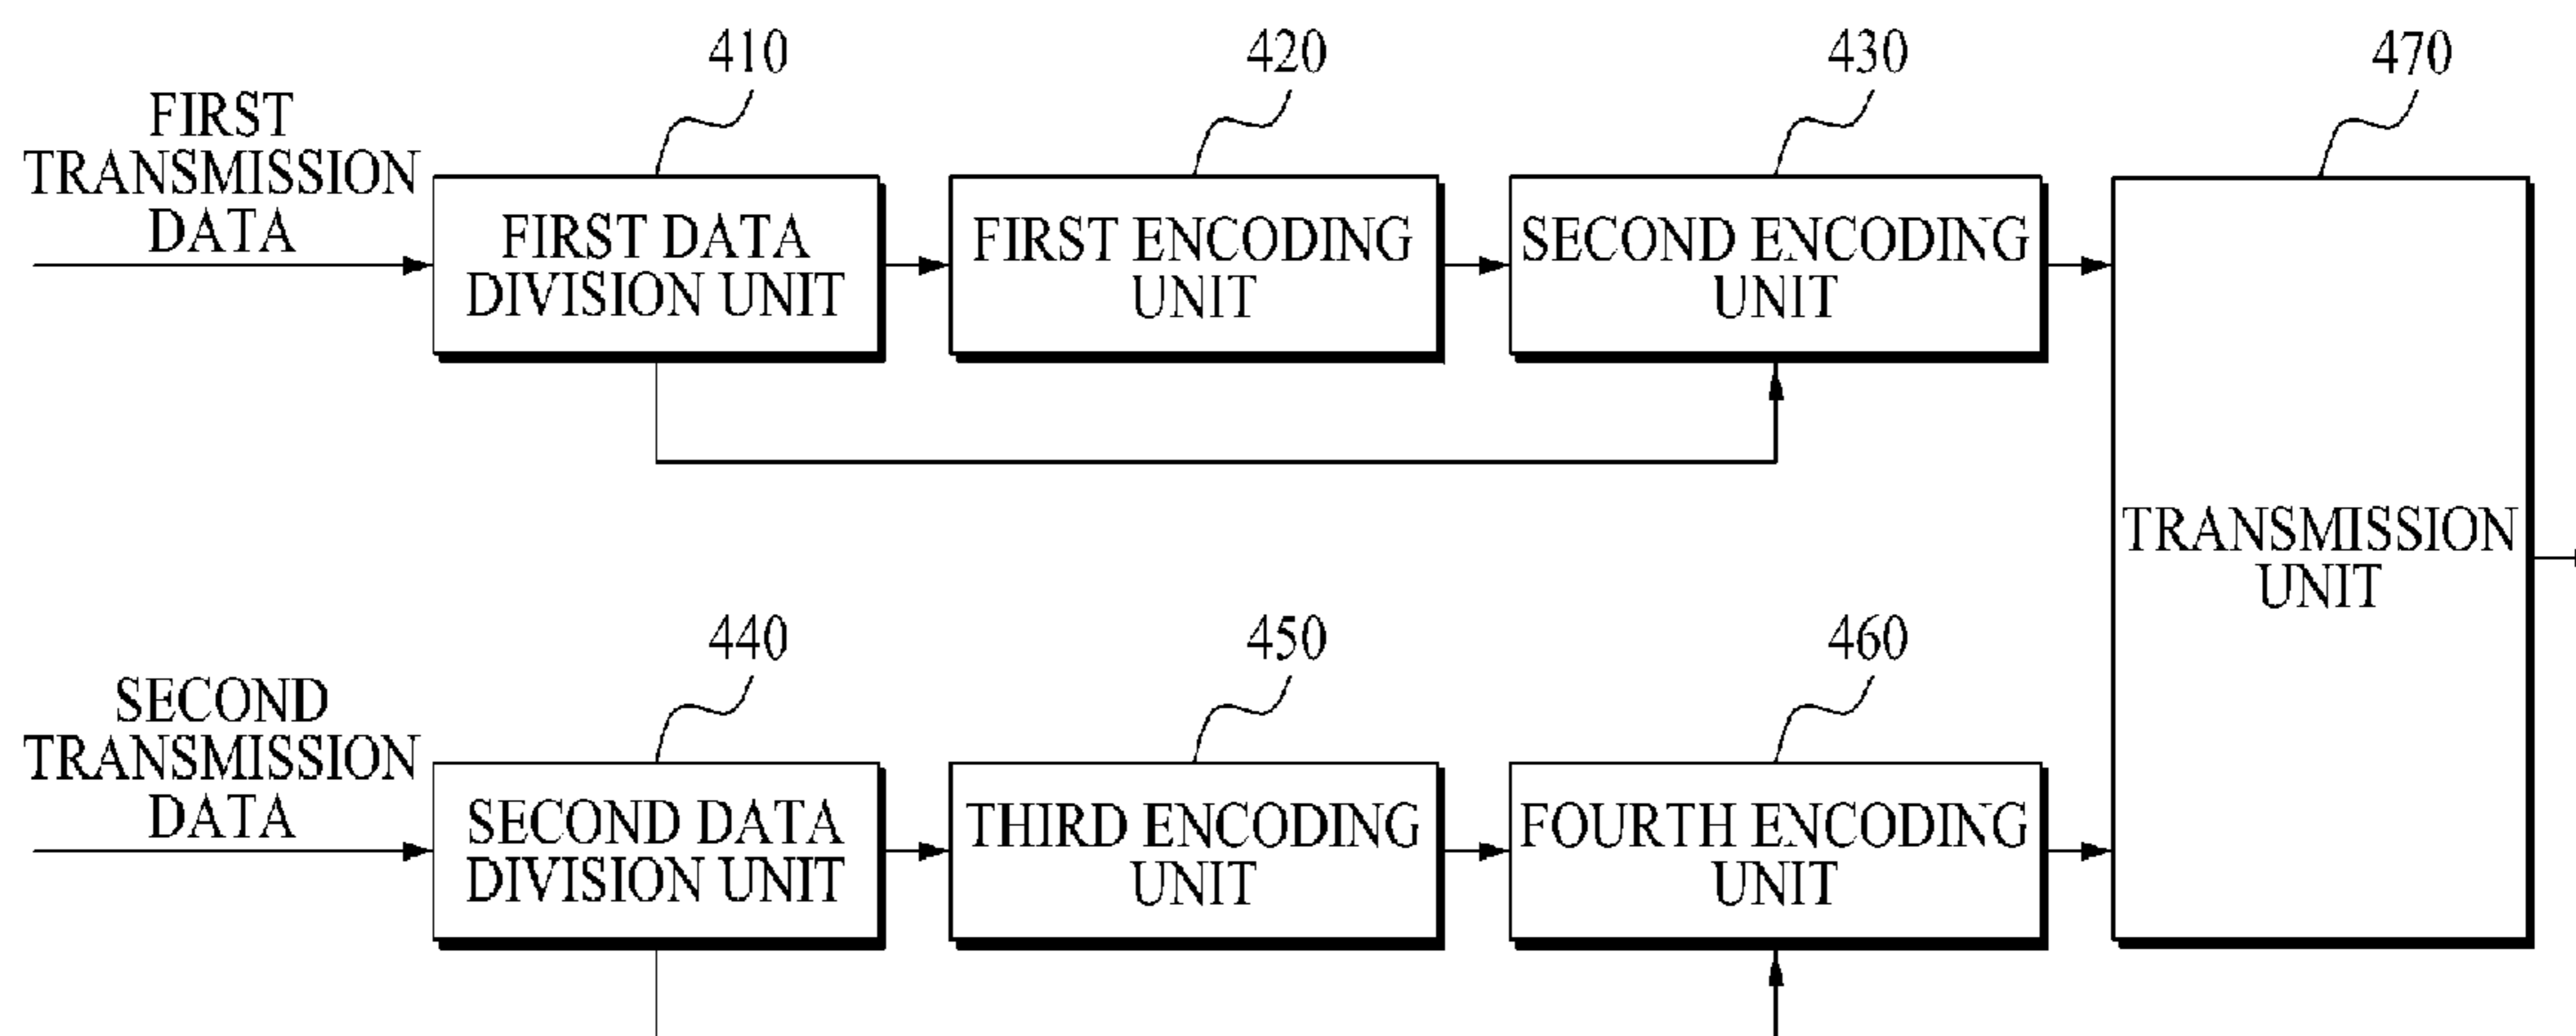 410
420
430
470
FIRST
TRANSMISSION
DATA
FIRST DATA
DIVISION UNIT
FIRST ENCODING
UNIT
SECOND ENCODING
UNIT
TRANSMISSION
UNIT
440
450
460
SECOND
TRANSMISSION
DATA
SECOND DATA
DIVISION UNIT
THIRD ENCODING
UNIT
FOURTH ENCODING
UNIT